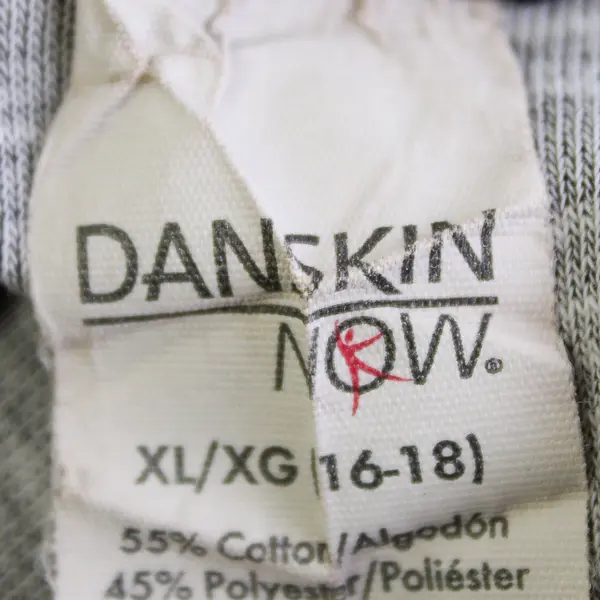 DANSKIN
NOW®
XL/XG (16-18)
55% Cotton/Algodón
45% Polyester/Poliéster